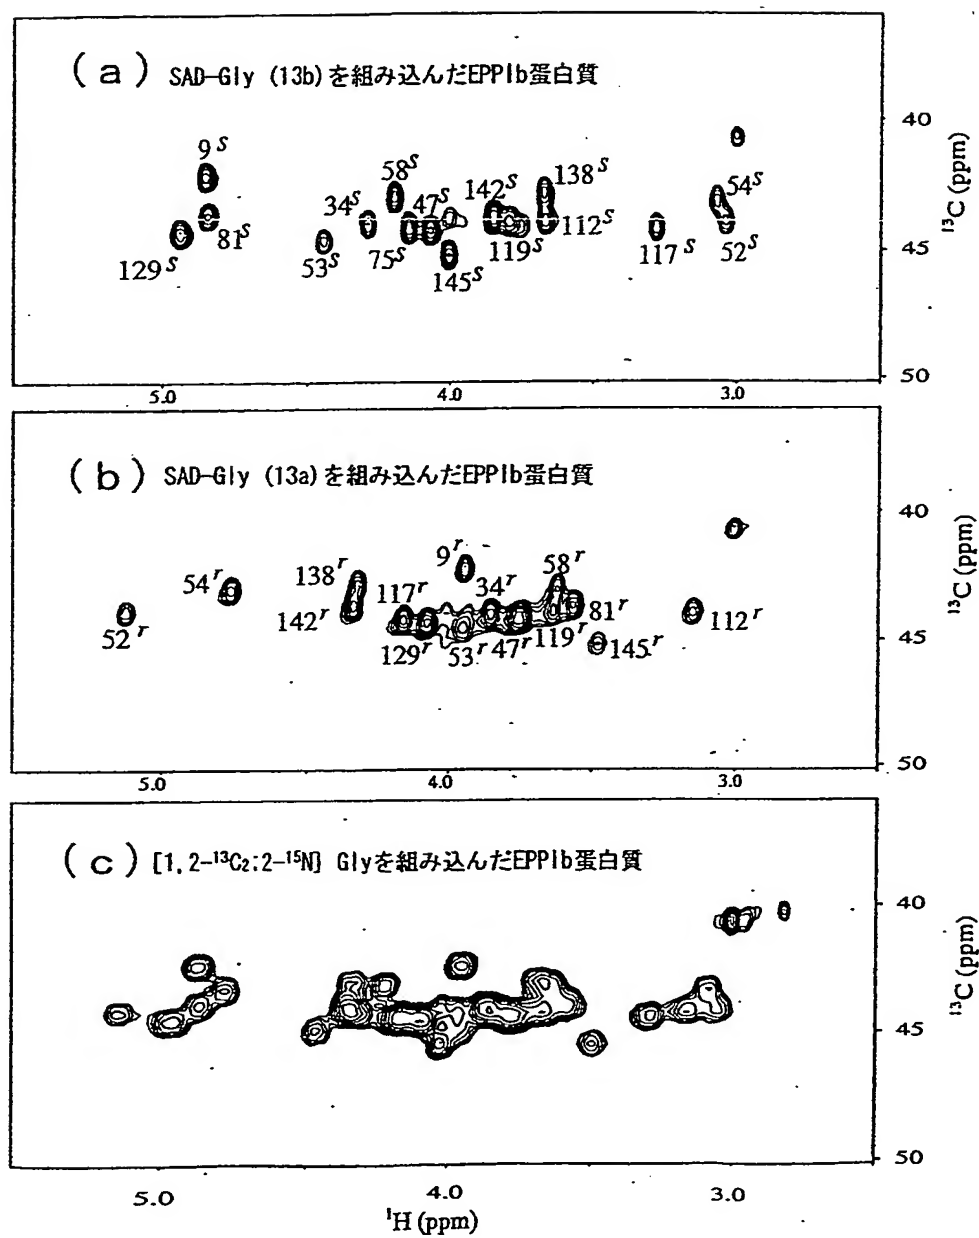 (a) SAD-Gly (13b)を組み込んだEPPIb蛋白質
40
9ˢ
58ˢ
138ˢ
142ˢ
54ˢ
34ˢ
47ˢ
81ˢ
119ˢ
112ˢ
45
129ˢ
53ˢ
75ˢ
145ˢ
117ˢ
52ˢ
¹³C (ppm)
50
5.0 4.0 3.0
(b) SAD-Gly (13a)を組み込んだEPPIb蛋白質
40
9ʳ
58ʳ
54ʳ
138ʳ
117ʳ
34ʳ
52ʳ
142ʳ
81ʳ
112ʳ
129ʳ
53ʳ
47ʳ
119ʳ
145ʳ
45
¹³C (ppm)
50
5.0 4.0 3.0
(c) [1,2-¹³C₂;2-¹⁵N] Glyを組み込んだEPPIb蛋白質
40
45
¹³C (ppm)
50
5.0 4.0 3.0
¹H (ppm)